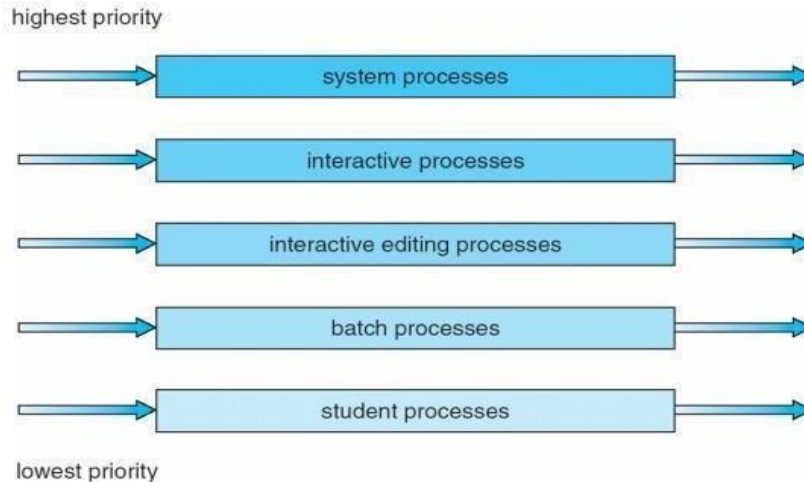 highest priority
system processes
interactive processes
interactive editing processes
batch processes
student processes
lowest priority